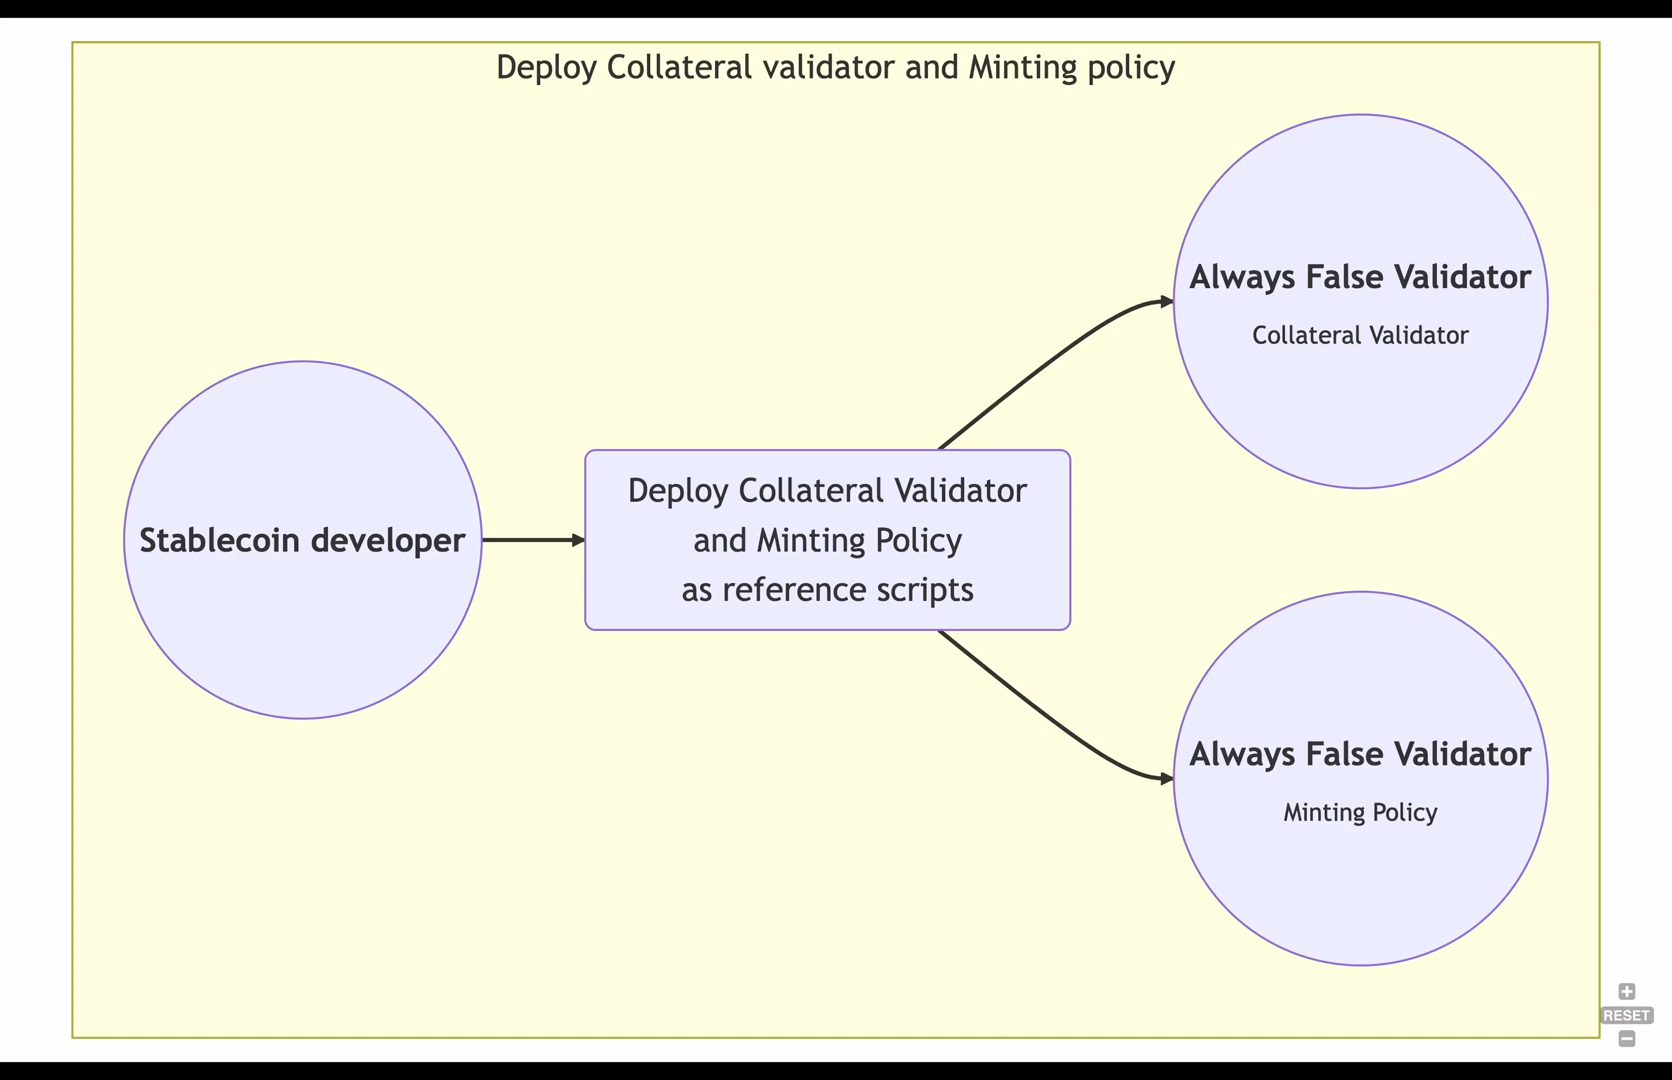 Deploy Collateral validator and Minting policy
Always False Validator
Collateral Validator
Stablecoin developer
Deploy Collateral Validator
and Minting Policy
as reference scripts
Always False Validator
Minting Policy
RESET